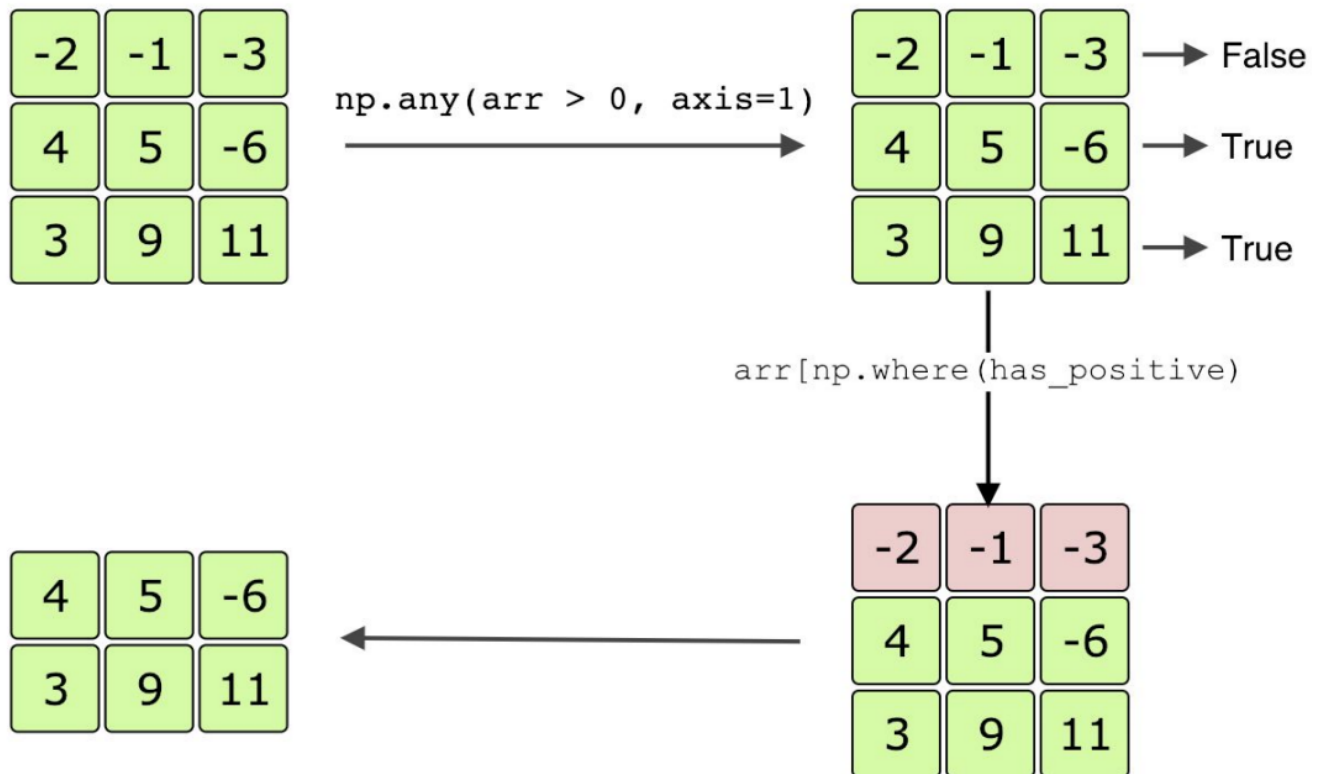 -2 -1 -3
4 5 -6
3 9 11
np.any(arr > 0, axis=1)
-2 -1 -3 False
4 5 -6 True
3 9 11 True
arr[np.where(has_positive)
-2 -1 -3
4 5 -6
3 9 11
4 5 -6
3 9 11